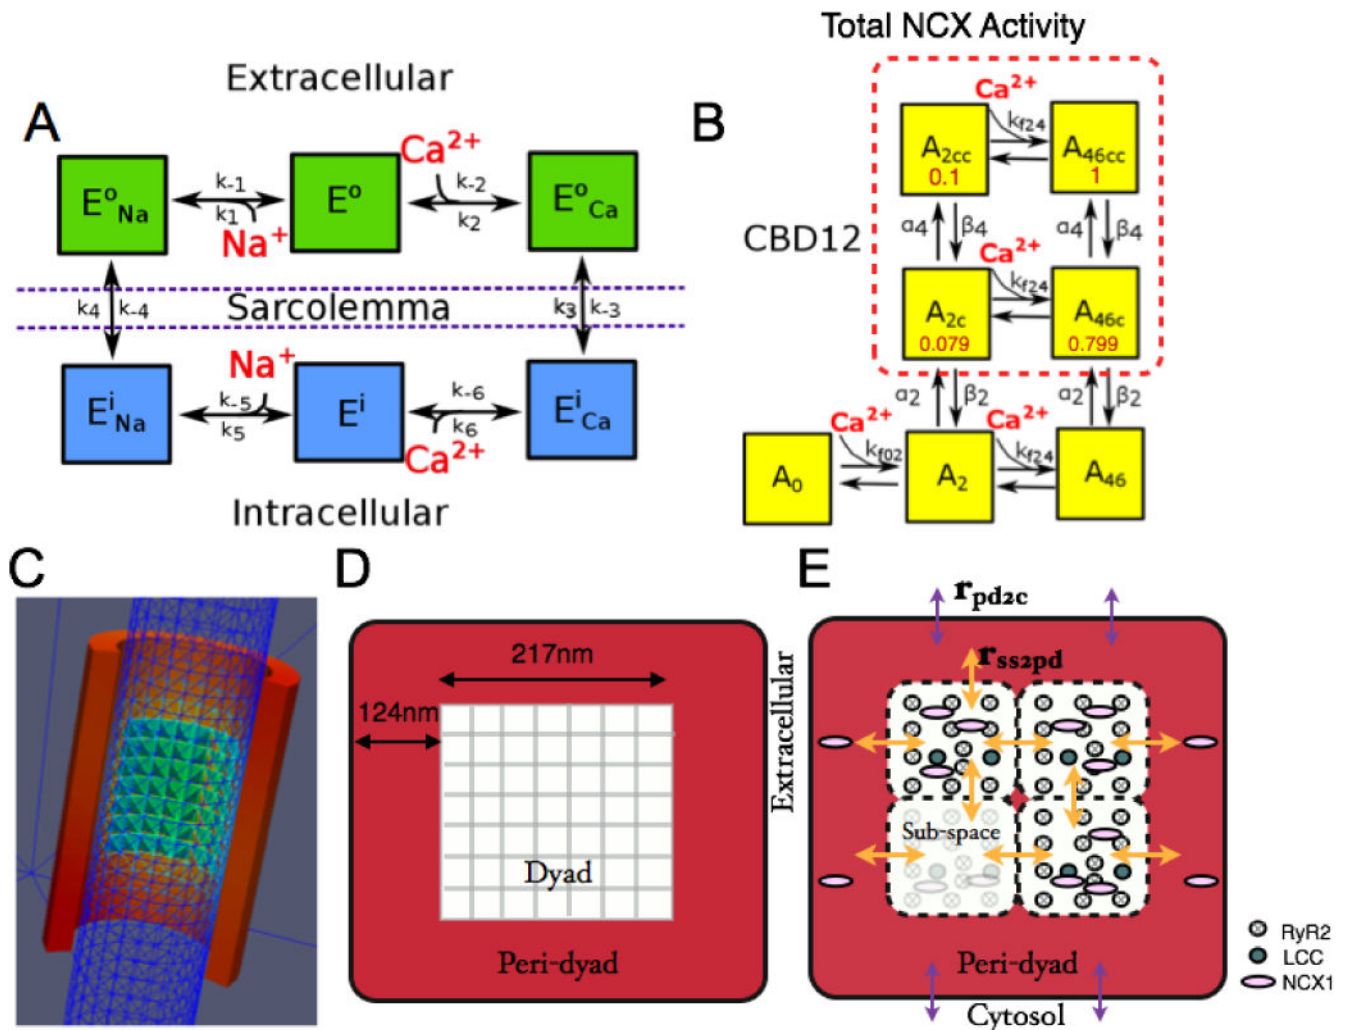 A
Extracellular
Ca²⁺
EᵒNa
k-1
k1
Na⁺
Eᵒ
k-2
k2
EᵒCa
k4
k-4
Sarcolemma
k3
k-3
Na⁺
EⁱNa
k-5
k5
Eⁱ
k-6
k6
Ca²⁺
EⁱCa
Intracellular
Total NCX Activity
B
Ca²⁺
A2cc
0.1
kf24
A46cc
1
CBD12
α4
β4
α4
β4
Ca²⁺
A2c
0.079
kf24
A46c
0.799
α2
β2
α2
β2
Ca²⁺
Ca²⁺
A0
kf02
A2
kf24
A46
C
D
217nm
124nm
Dyad
Peri-dyad
Extracellular
E
rpd2c
rss2pd
Sub-space
Peri-dyad
Cytosol
RyR2
LCC
NCX1